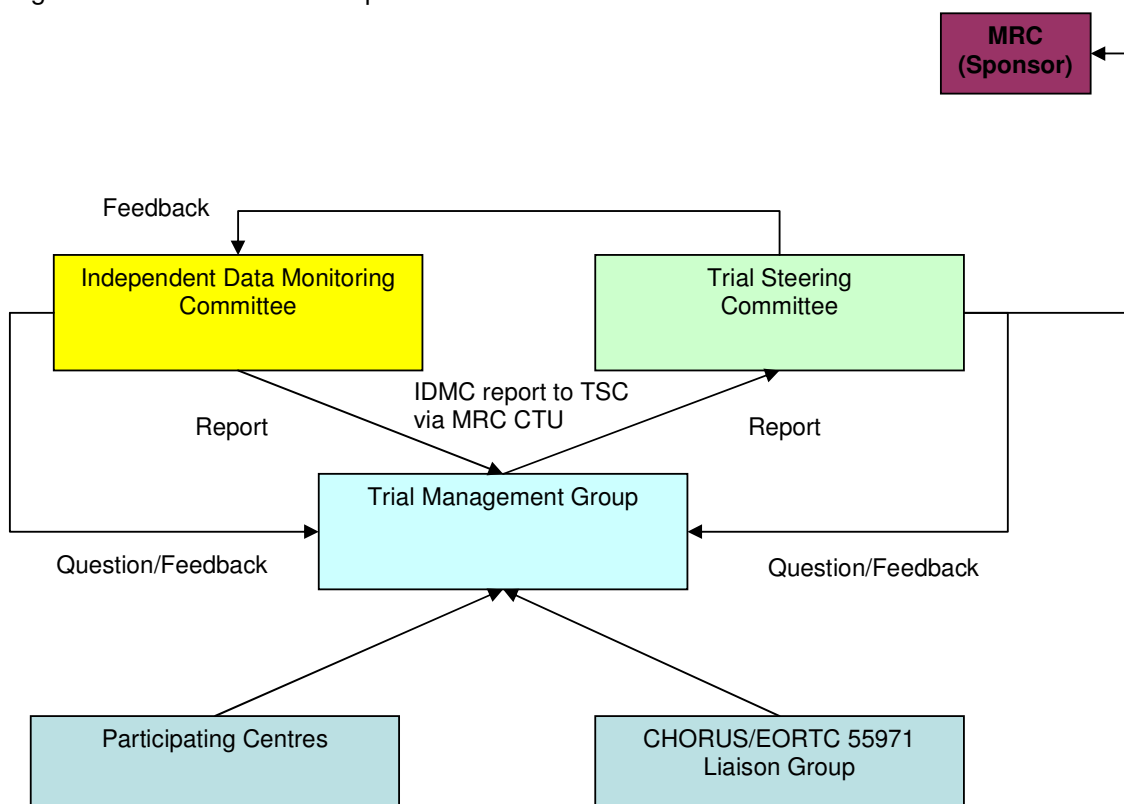 MRC
(Sponsor)
Feedback
Independent Data Monitoring
Committee
Trial Steering
Committee
IDMC report to TSC
via MRC CTU
Report
Report
Trial Management Group
Question/Feedback
Question/Feedback
Participating Centres
CHORUS/EORTC 55971
Liaison Group